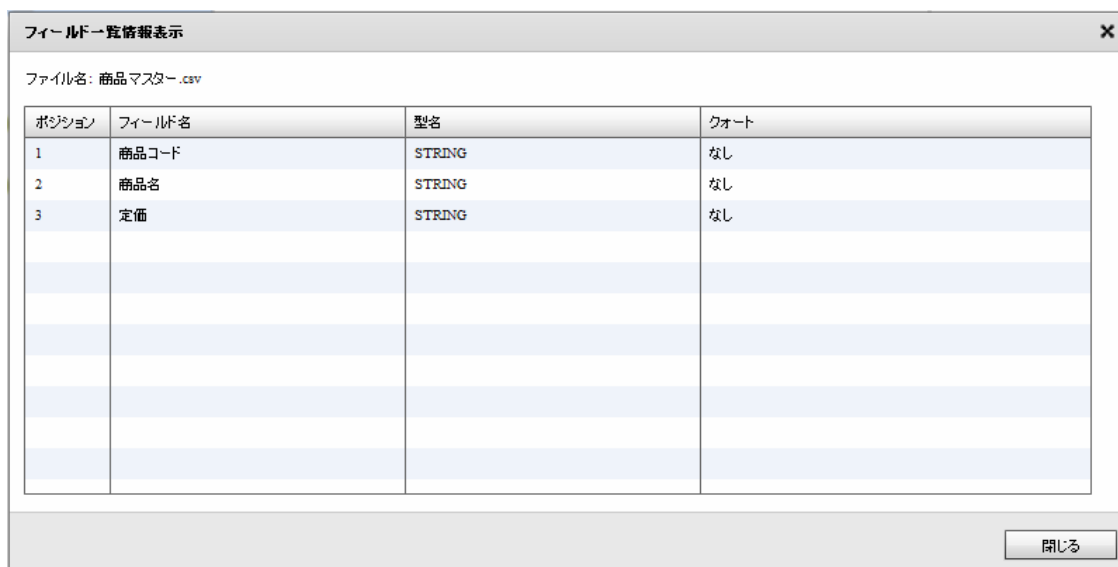 フィールド一覧情報表示
ファイル名: 商品マスター.csv
ポジション フィールド名 型名 クォート
1 商品コード STRING なし
2 商品名 STRING なし
3 定価 STRING なし
閉じる